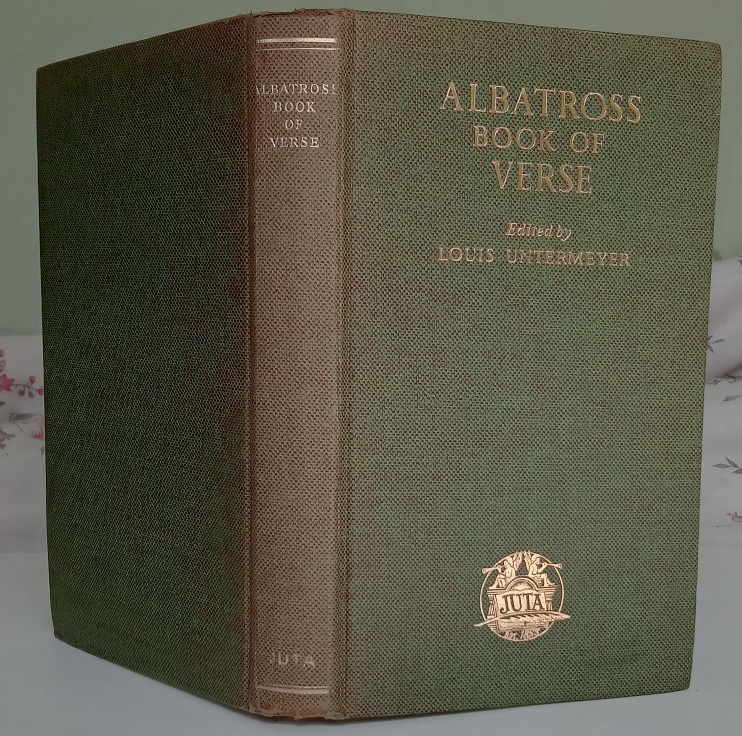 ALBATROSS
BOOK
OF
VERSE
JUTA
ALBATROSS
BOOK OF
VERSE
Edited by
LOUIS UNTERMEYER
JUTA